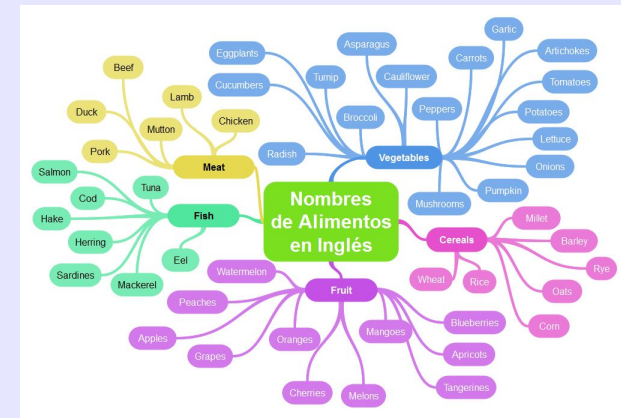 Nombres
de Alimentos
en Inglés
Meat
Beef
Lamb
Duck
Mutton
Chicken
Pork
Fish
Salmon
Tuna
Cod
Hake
Herring
Sardines
Mackerel
Eel
Vegetables
Eggplants
Cucumbers
Turnip
Asparagus
Cauliflower
Broccoli
Radish
Peppers
Carrots
Garlic
Artichokes
Tomatoes
Potatoes
Lettuce
Onions
Pumpkin
Mushrooms
Cereals
Millet
Barley
Rye
Oats
Corn
Rice
Wheat
Fruit
Watermelon
Peaches
Apples
Grapes
Oranges
Cherries
Melons
Mangoes
Blueberries
Apricots
Tangerines